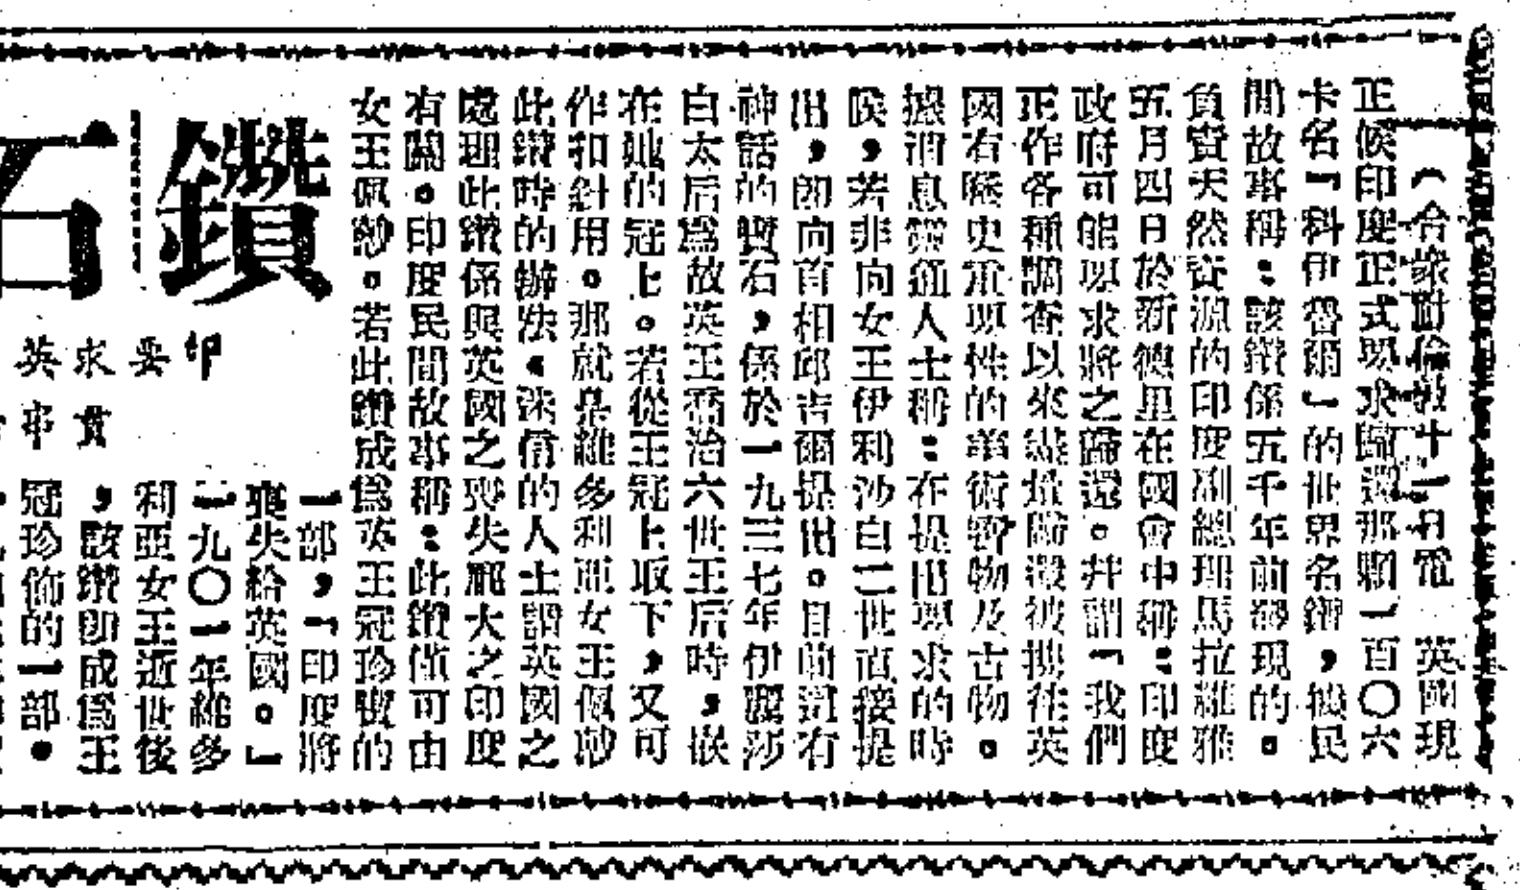 （合衆社倫敦十二日電　英國現
正候印度正式要求歸還那顆一百〇六
卡名『科伊魯爾』的世界名鑽，據民
間故事稱：該鑽係五千年前發現的。
負責天然資源的印度副總理馬拉維雅
五月四日於新德里在國會中稱：印度
政府可能要求將之歸還。幷謂『我們
正作各種調查以來
被搬往英
國有歷史重要性的美術寶物及古物。
據消息靈通人士稱：在提出要求的時
候，若非向女王伊利沙白二世直接提
出，卽向首相邱吉爾提出。目前還有
神話的寶石，係於一九三七年伊麗莎
白太后爲故英王喬治六世王后時，嵌
在她的冠上。若從王冠上取下，又可
作扣針用。那就是維多利亞女王佩紗
此鑽時的辦法。迷信的人士謂英國之
處理此鑽係與英國之喪失龐大之印度
有關。印度民間故事稱：此鑽僅可由
女王佩紗。若此鑽成爲英王冠珍寶的
鑽石
印要求英
貫串
一部，『印度將
喪失給英國。』
一九〇一年維多
利亞女王逝世後
，該鑽卽成爲王
冠珍飾的一部。